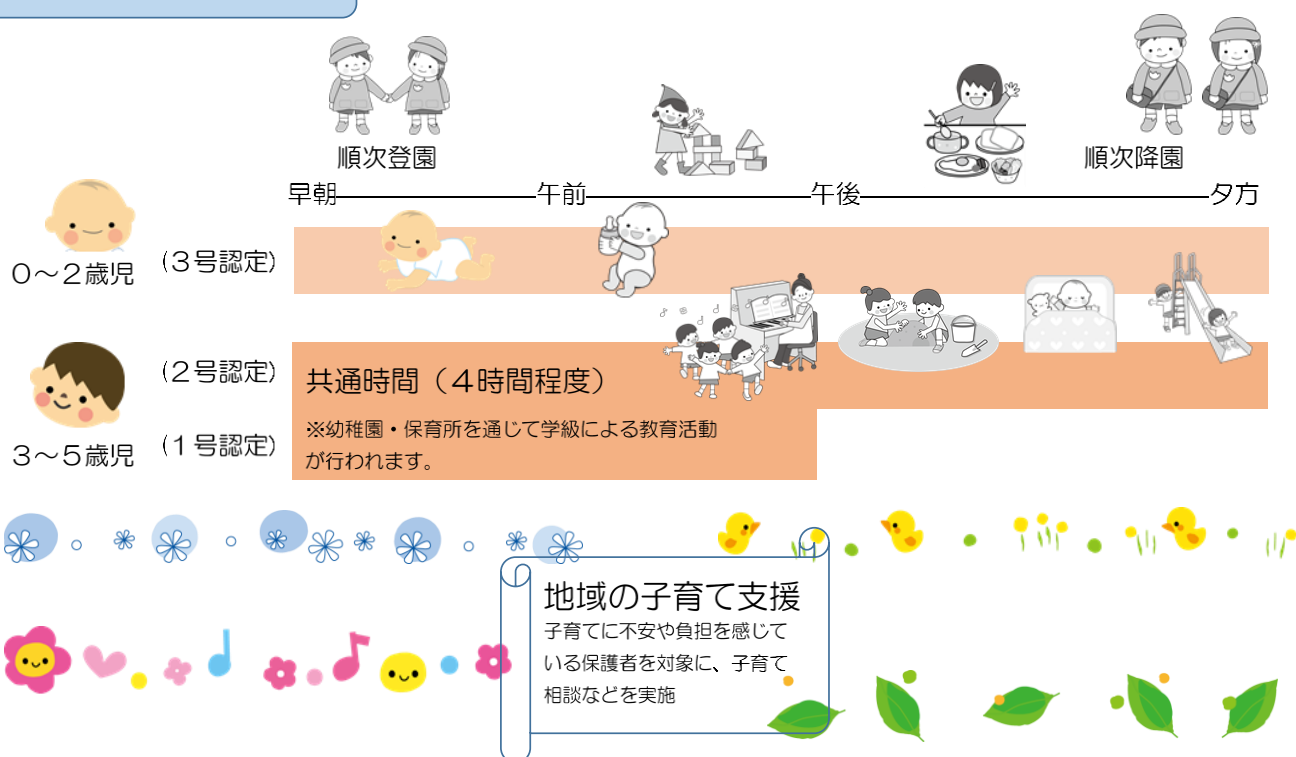 順次登園
順次降園
早朝 午前 午後 夕方
0~2歳児 (3号認定)
(2号認定)
共通時間(4時間程度)
※幼稚園・保育所を通じて学級による教育活動
が行われます。
3~5歳児 (1号認定)
地域の子育て支援
子育てに不安や負担を感じて
いる保護者を対象に、子育て
相談などを実施